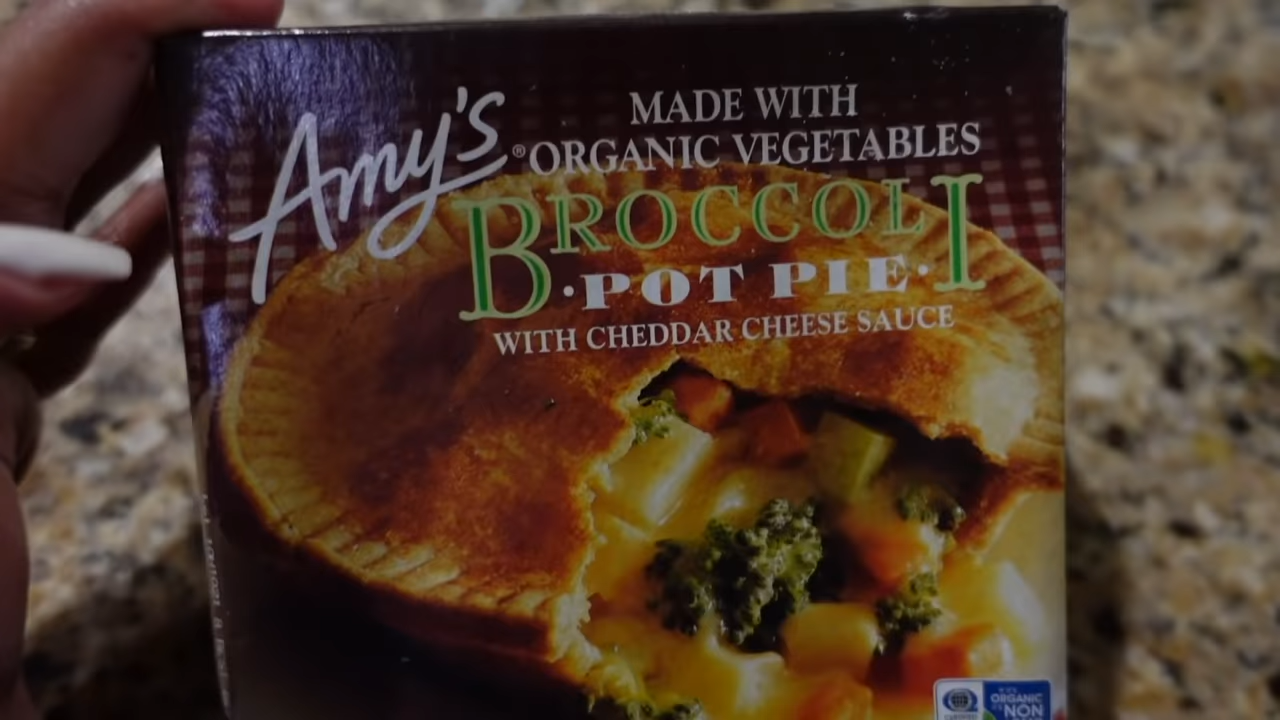 Amy's®
MADE WITH
ORGANIC VEGETABLES
BROCCOLI
·POT PIE·
WITH CHEDDAR CHEESE SAUCE
ORGANIC
NON